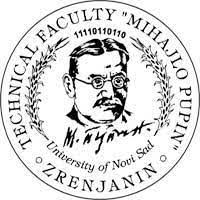 TECHNICAL FACULTY "MIHAJLO PUPIN"
11110110110
University of Novi Sad
ZRENJANIN